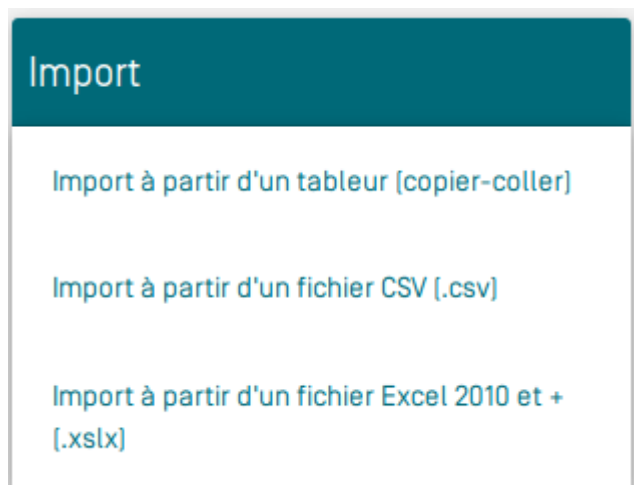 Import
Import à partir d'un tableur (copier-coller)
Import à partir d'un fichier CSV (.csv)
Import à partir d'un fichier Excel 2010 et +
(.xslx)